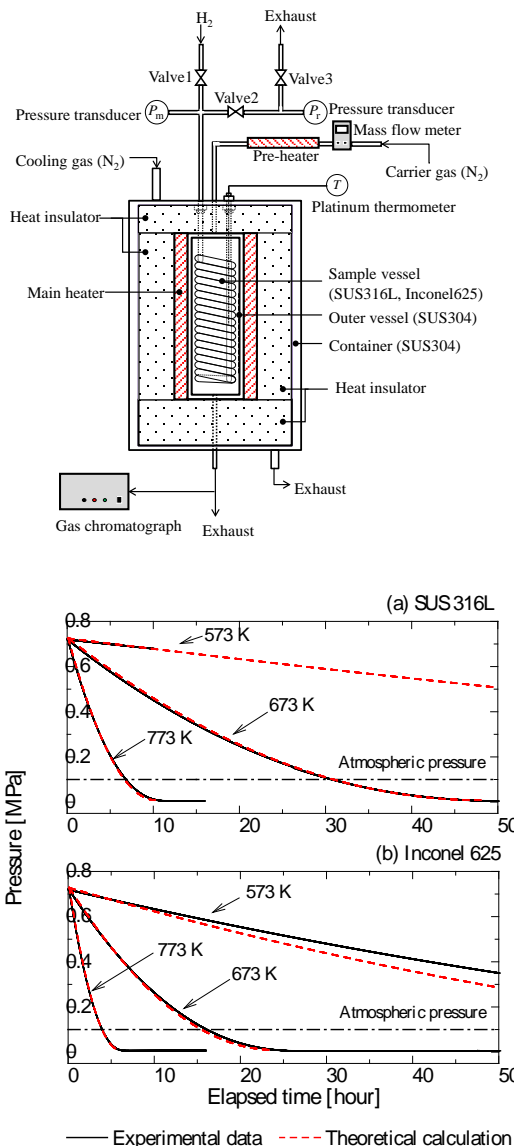 H2
Exhaust
Valve1
Valve3
Valve2
Pressure transducer
Pm
Pr
Pressure transducer
Mass flow meter
Pre-heater
Cooling gas (N2)
Carrier gas (N2)
T
Platinum thermometer
Heat insulator
Main heater
Sample vessel
(SUS316L, Inconel625)
Outer vessel (SUS304)
Container (SUS304)
Heat insulator
Exhaust
Gas chromatograph
Exhaust
(a) SUS316L
0.8
573 K
0.6
673 K
0.4
773 K
0.2
Atmospheric pressure
0
0 10 20 30 40 50
Pressure [MPa]
(b) Inconel 625
0.8
573 K
0.6
773 K
0.4
673 K
0.2
Atmospheric pressure
0
0 10 20 30 40 50
Elapsed time [hour]
Experimental data
Theoretical calculation